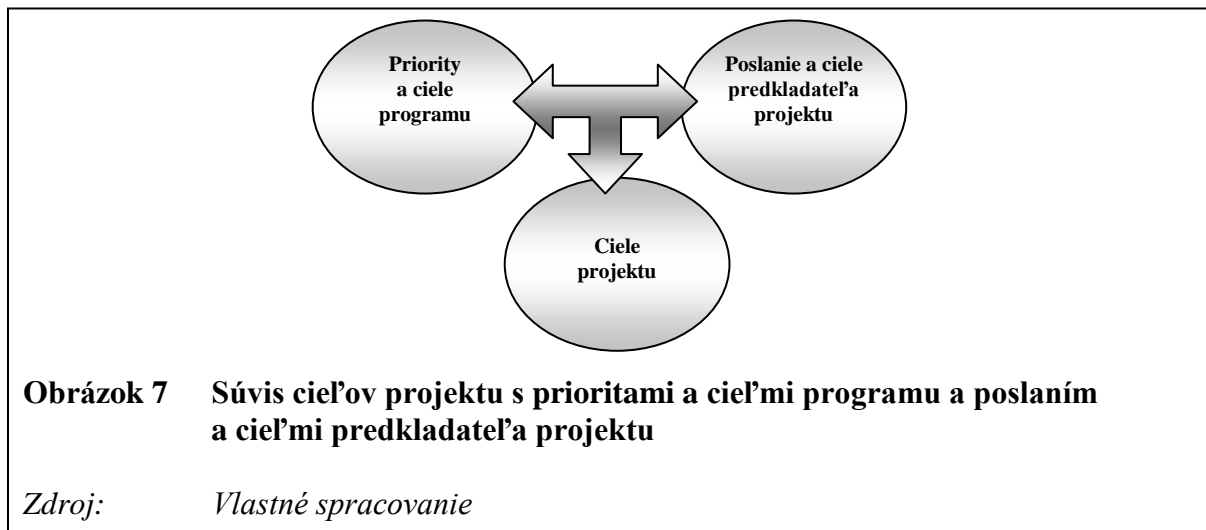 Priority
a ciele
programu
Poslanie a ciele
predkladateľa
projektu
Ciele
projektu
Obrázok 7 Súvis cieľov projektu s prioritami a cieľmi programu a poslaním
a cieľmi predkladateľa projektu
Zdroj: Vlastné spracovanie